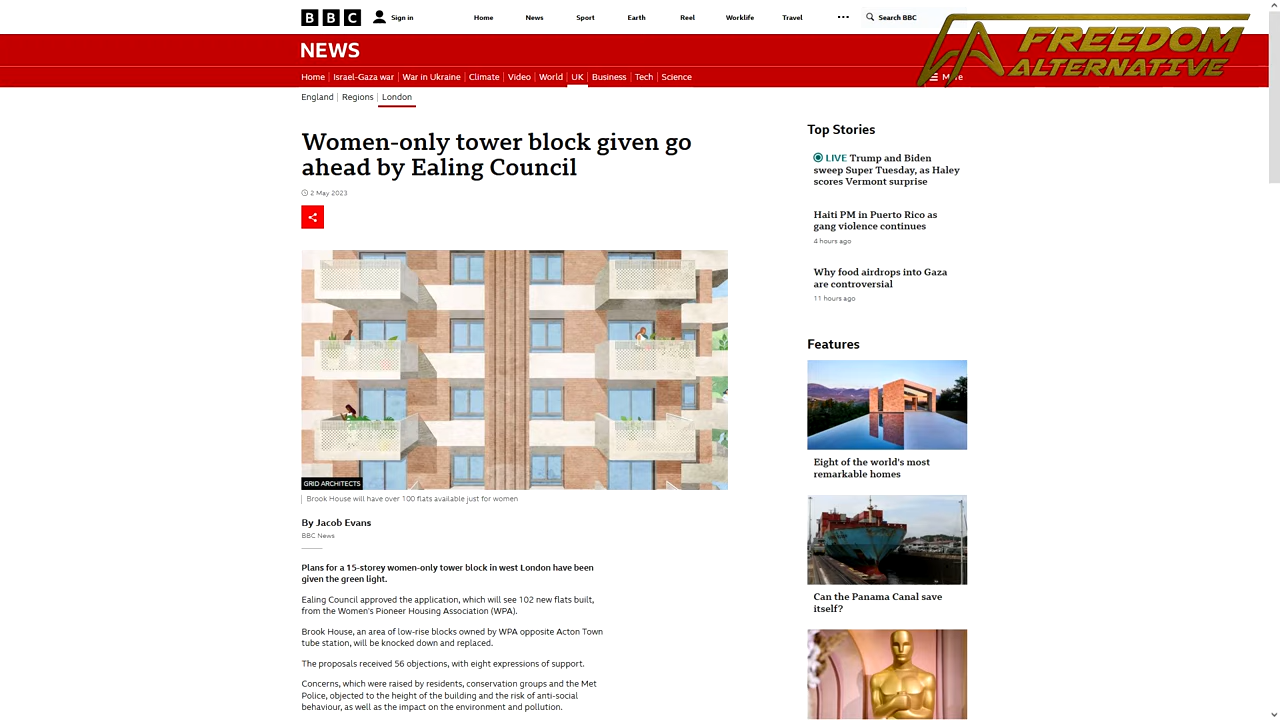 BBC
Sign in
Home
News
Sport
Earth
Reel
Worklife
Travel
Search BBC
FREEDOM
ALTERNATIVE
NEWS
Home
Israel-Gaza war
War in Ukraine
Climate
Video
World
UK
Business
Tech
Science
England
Regions
London
Women-only tower block given go
ahead by Ealing Council
2 May 2023
GRID ARCHITECTS
Brook House will have over 100 flats available just for women
By Jacob Evans
BBC News
Plans for a 15-storey women-only tower block in west London have been
given the green light.
Ealing Council approved the application, which will see 102 new flats built,
from the Women's Pioneer Housing Association (WPA).
Brook House, an area of low-rise blocks owned by WPA opposite Acton Town
tube station, will be knocked down and replaced.
The proposals received 56 objections, with eight expressions of support.
Concerns, which were raised by residents, conservation groups and the Met
Police, objected to the height of the building and the risk of anti-social
behaviour, as well as the impact on the environment and pollution.
Top Stories
LIVE Trump and Biden
sweep Super Tuesday, as Haley
scores Vermont surprise
Haiti PM in Puerto Rico as
gang violence continues
4 hours ago
Why food airdrops into Gaza
are controversial
11 hours ago
Features
Eight of the world's most
remarkable homes
Can the Panama Canal save
itself?